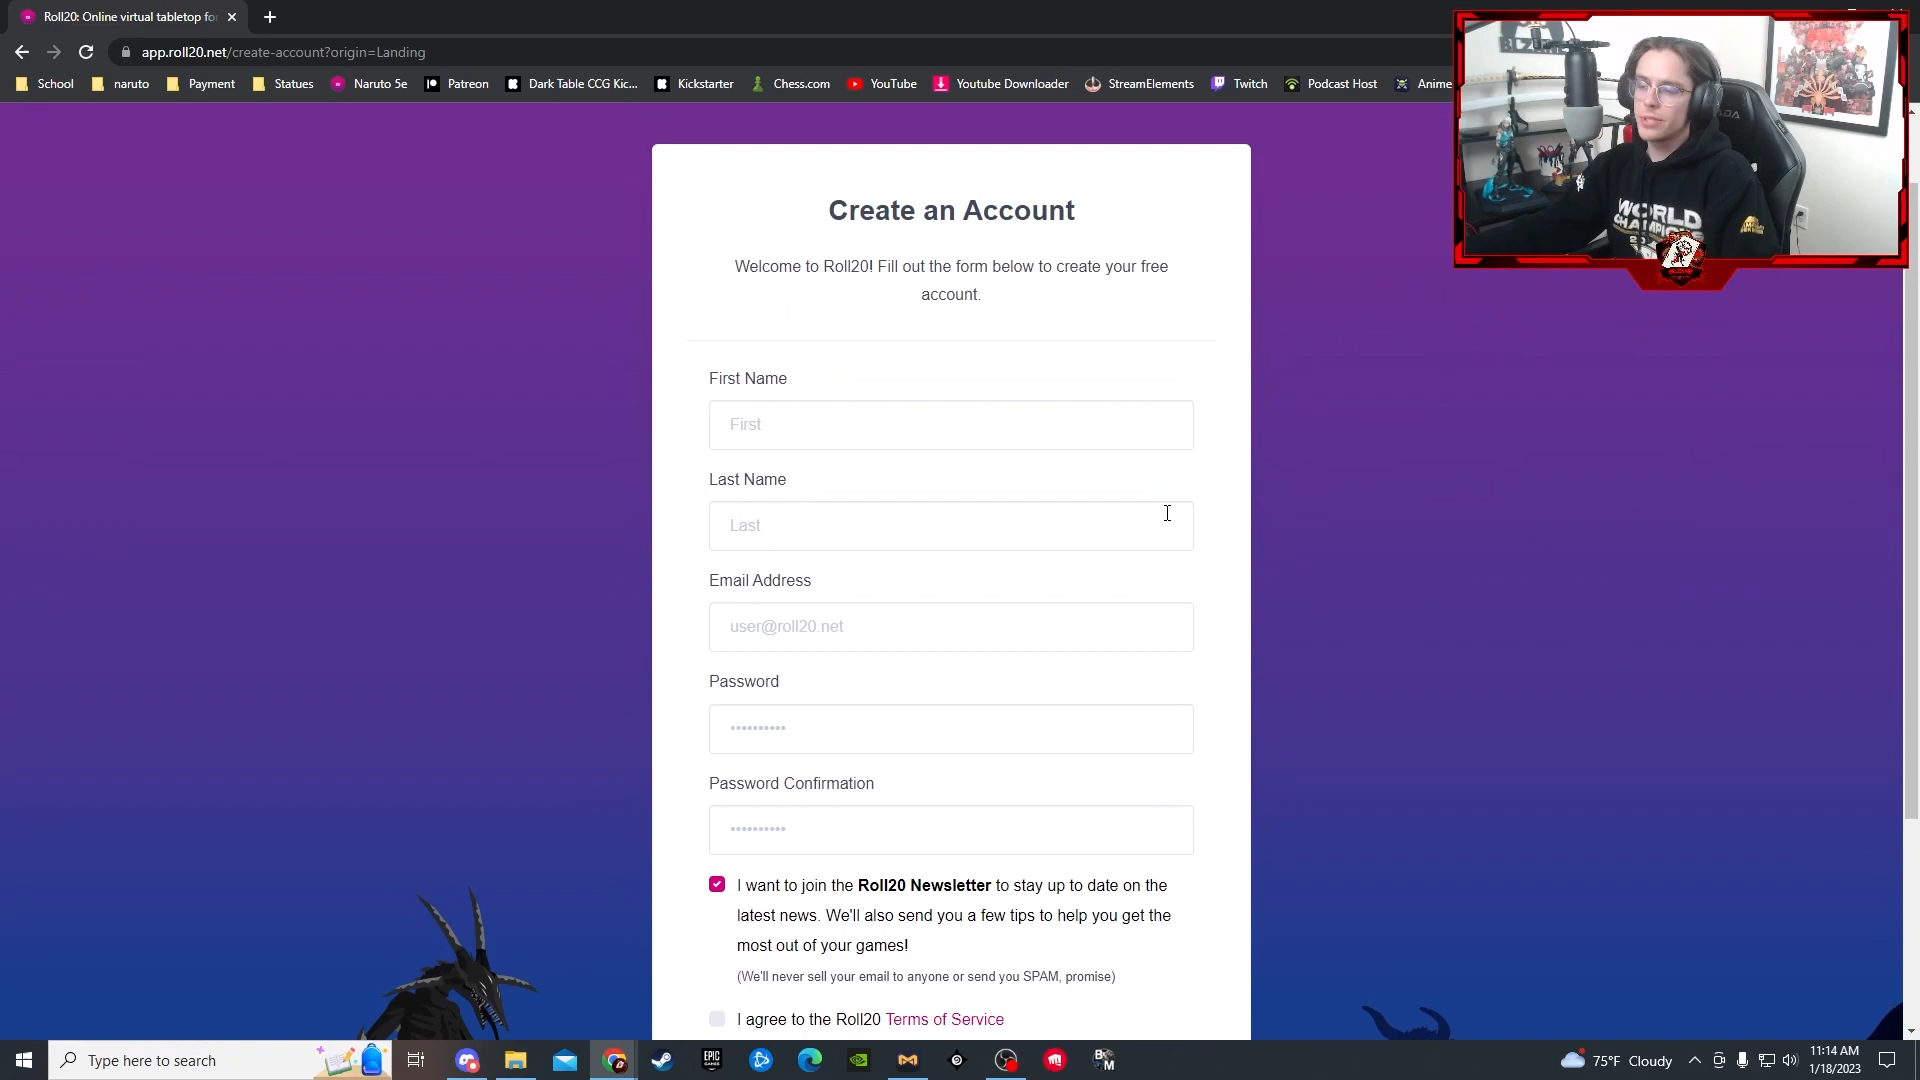 Roll20: Online virtual tabletop for
app.roll20.net/create-account?origin=Landing
School naruto Payment Statues Naruto 5e Patreon Dark Table CCG Kic... Kickstarter Chess.com YouTube Youtube Downloader StreamElements Twitch Podcast Host Anime
WORLD
Create an Account
Welcome to Roll20! Fill out the form below to create your free
account.
First Name
First
Last Name
Last
Email Address
user@roll20.net
Password
Password Confirmation
I want to join the Roll20 Newsletter to stay up to date on the
latest news. We'll also send you a few tips to help you get the
most out of your games!
(We'll never sell your email to anyone or send you SPAM, promise)
I agree to the Roll20 Terms of Service
Type here to search
EPIC
GAMES
75°F Cloudy
11:14 AM
1/18/2023